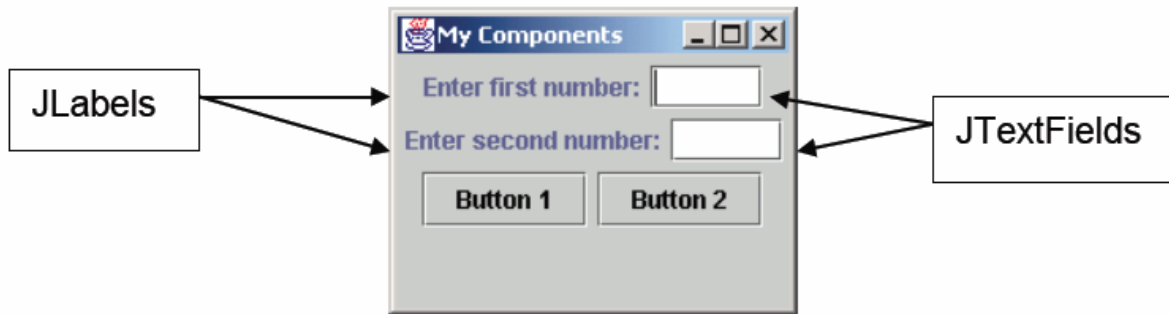 My Components
JLabels
Enter first number:
JTextFields
Enter second number:
Button 1 Button 2